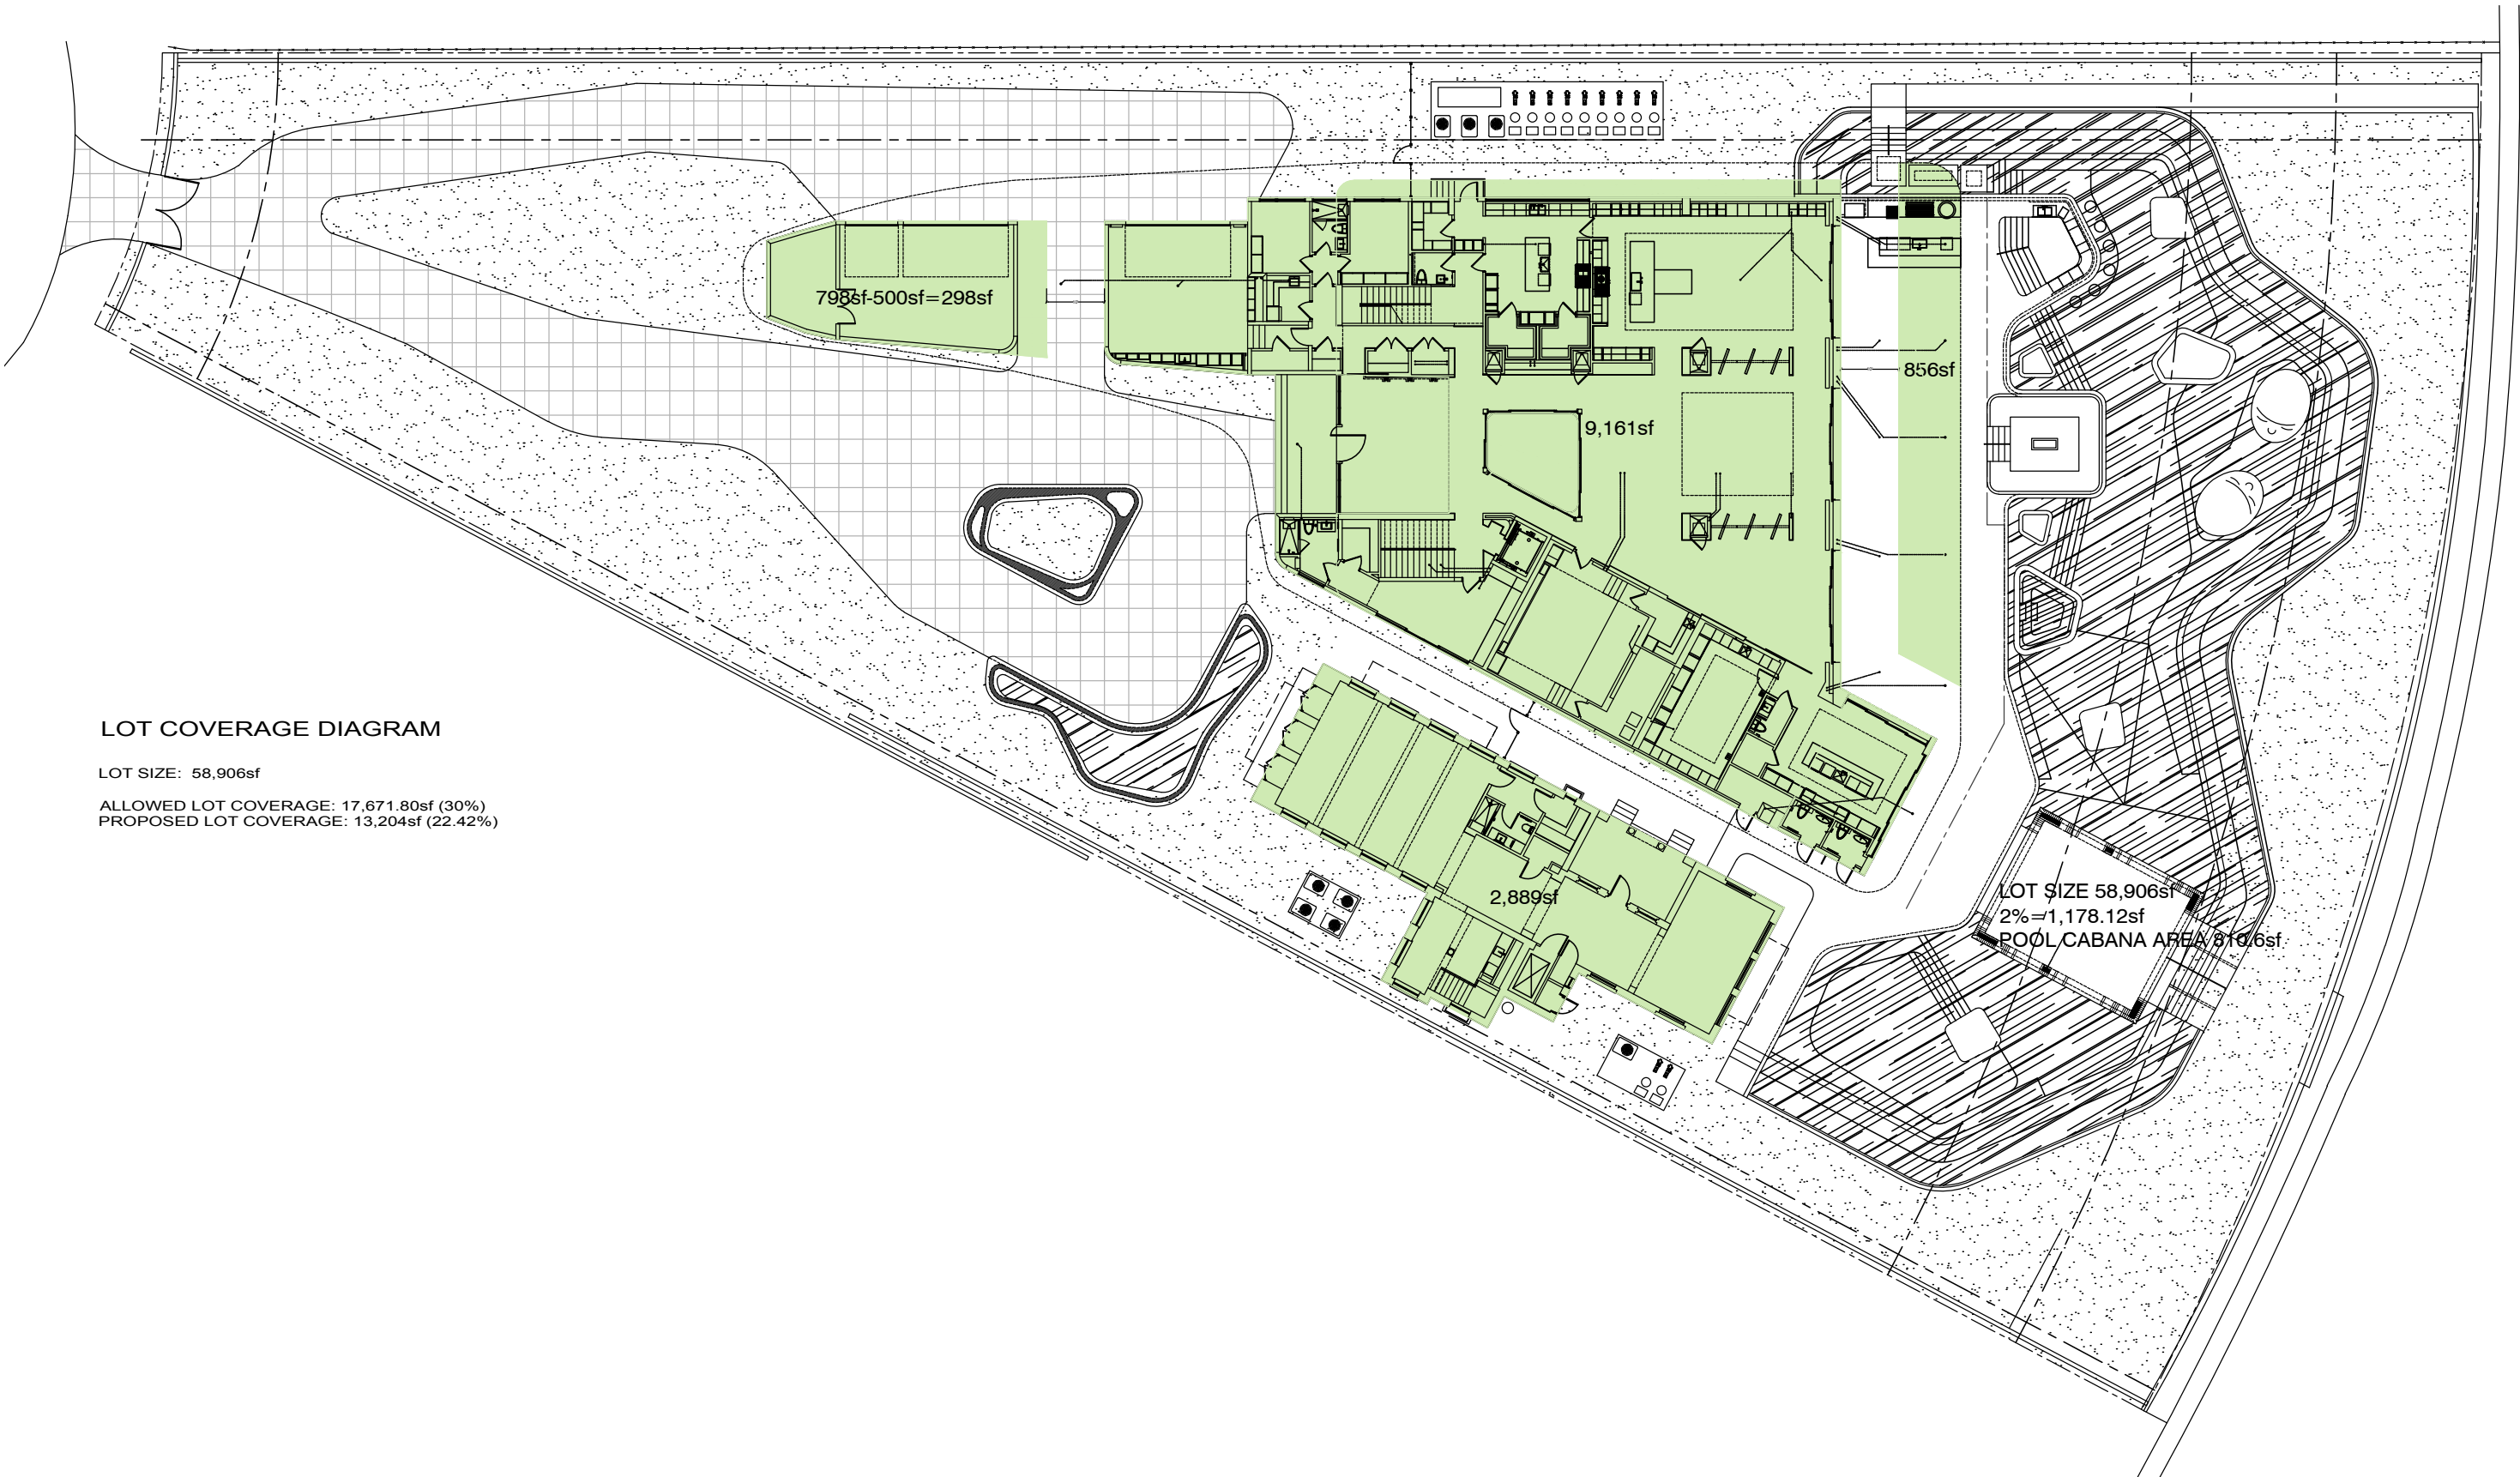 798sf-500sf=298sf
856sf
9,161sf
LOT COVERAGE DIAGRAM
LOT SIZE: 58,906sf
ALLOWED LOT COVERAGE: 17,671.80sf (30%)
PROPOSED LOT COVERAGE: 13,204sf (22.42%)
2,889sf
LOT SIZE 58,906sf
2%=1,178.12sf
POOL CABANA AREA 810.6sf